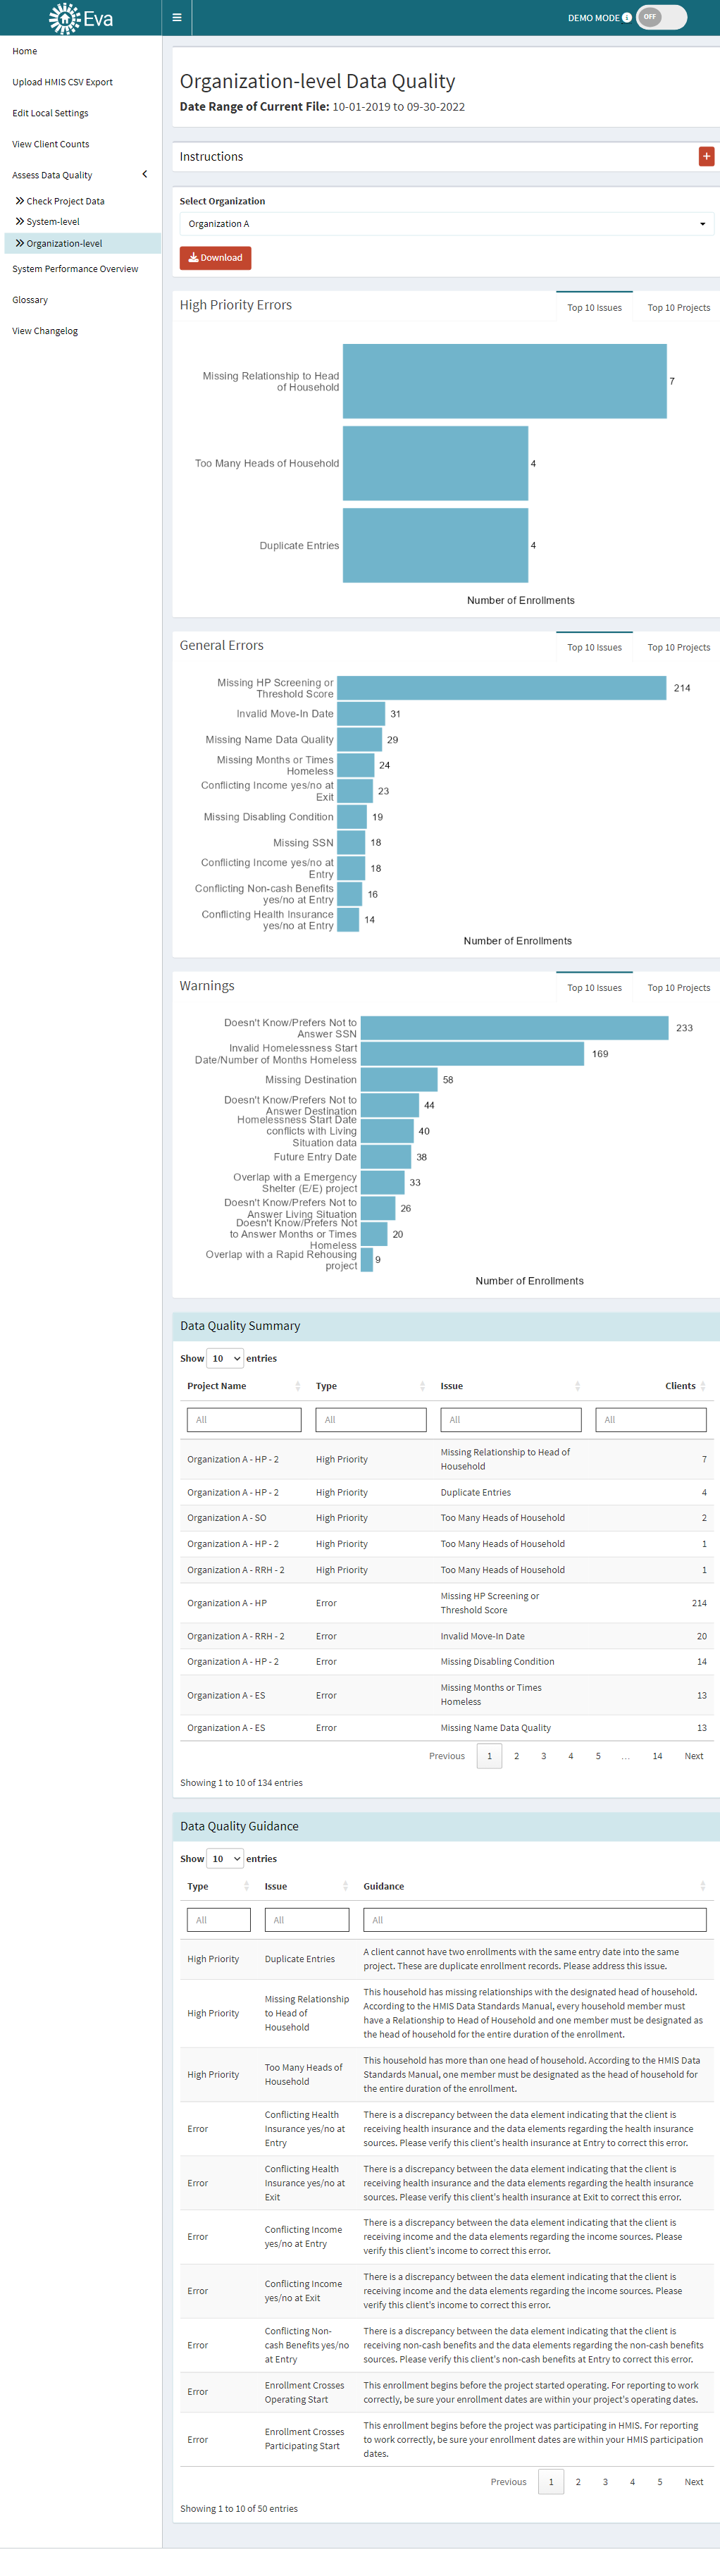 Eva
DEMO MODE i OFF
Home
Upload HMIS CSV Export
Edit Local Settings
View Client Counts
Assess Data Quality
Check Project Data
System-level
Organization-level
System Performance Overview
Glossary
View Changelog
Organization-level Data Quality
Date Range of Current File: 10-01-2019 to 09-30-2022
Instructions
Select Organization
Organization A
Download
High Priority Errors
Top 10 Issues Top 10 Projects
Missing Relationship to Head
of Household
7
Too Many Heads of Household 4
Duplicate Entries 4
Number of Enrollments
General Errors
Top 10 Issues Top 10 Projects
Missing HP Screening or
Threshold Score
214
Invalid Move-In Date 31
Missing Name Data Quality 29
Missing Months or Times
Homeless
24
Conflicting Income yes/no at
Exit
23
Missing Disabling Condition 19
Missing SSN 18
Conflicting Income yes/no at
Entry
18
Conflicting Non-cash Benefits
yes/no at Entry
16
Conflicting Health Insurance
yes/no at Entry
14
Number of Enrollments
Warnings
Top 10 Issues Top 10 Projects
Doesn't Know/Prefers Not to
Answer SSN
233
Invalid Homelessness Start
Date/Number of Months Homeless
169
Missing Destination 58
Doesn't Know/Prefers Not to
Answer Destination
44
Homelessness Start Date
conflicts with Living
Situation data
40
Future Entry Date 38
Overlap with a Emergency
Shelter (E/E) project
33
Doesn't Know/Prefers Not to
Answer Living Situation
26
Doesn't Know/Prefers Not
to Answer Months or Times
Homeless
20
Overlap with a Rapid Rehousing
project
9
Number of Enrollments
Data Quality Summary
Show 10 entries
Project Name Type Issue Clients
All All All All
Organization A - HP - 2 High Priority Missing Relationship to Head of
Household 7
Organization A - HP - 2 High Priority Duplicate Entries 4
Organization A - SO High Priority Too Many Heads of Household 2
Organization A - HP - 2 High Priority Too Many Heads of Household 1
Organization A - RRH - 2 High Priority Too Many Heads of Household 1
Organization A - HP Error Missing HP Screening or
Threshold Score 214
Organization A - RRH - 2 Error Invalid Move-In Date 20
Organization A - HP - 2 Error Missing Disabling Condition 14
Organization A - ES Error Missing Months or Times
Homeless 13
Organization A - ES Error Missing Name Data Quality 13
Previous 1 2 3 4 5 … 14 Next
Showing 1 to 10 of 134 entries
Data Quality Guidance
Show 10 entries
Type Issue Guidance
All All All
High Priority Duplicate Entries
A client cannot have two enrollments with the same entry date into the same
project. These are duplicate enrollment records. Please address this issue.
High Priority
Missing Relationship
to Head of
Household
This household has missing relationships with the designated head of household.
According to the HMIS Data Standards Manual, every household member must
have a Relationship to Head of Household and one member must be designated as
the head of household for the entire duration of the enrollment.
High Priority
Too Many Heads of
Household
This household has more than one head of household. According to the HMIS Data
Standards Manual, one member must be designated as the head of household for
the entire duration of the enrollment.
Error
Conflicting Health
Insurance yes/no at
Entry
There is a discrepancy between the data element indicating that the client is
receiving health insurance and the data elements regarding the health insurance
sources. Please verify this client's health insurance at Entry to correct this error.
Error
Conflicting Health
Insurance yes/no at
Exit
There is a discrepancy between the data element indicating that the client is
receiving health insurance and the data elements regarding the health insurance
sources. Please verify this client's health insurance at Exit to correct this error.
Error
Conflicting Income
yes/no at Entry
There is a discrepancy between the data element indicating that the client is
receiving income and the data elements regarding the income sources. Please
verify this client's income to correct this error.
Error
Conflicting Income
yes/no at Exit
There is a discrepancy between the data element indicating that the client is
receiving income and the data elements regarding the income sources. Please
verify this client's income to correct this error.
Error
Conflicting Non-
cash Benefits yes/no
at Entry
There is a discrepancy between the data element indicating that the client is
receiving non-cash benefits and the data elements regarding the non-cash benefits
sources. Please verify this client's non-cash benefits at Entry to correct this error.
Error
Enrollment Crosses
Operating Start
This enrollment begins before the project started operating. For reporting to work
correctly, be sure your enrollment dates are within your project's operating dates.
Error
Enrollment Crosses
Participating Start
This enrollment begins before the project was participating in HMIS. For reporting
to work correctly, be sure your enrollment dates are within your HMIS participation
dates.
Previous 1 2 3 4 5 Next
Showing 1 to 10 of 50 entries